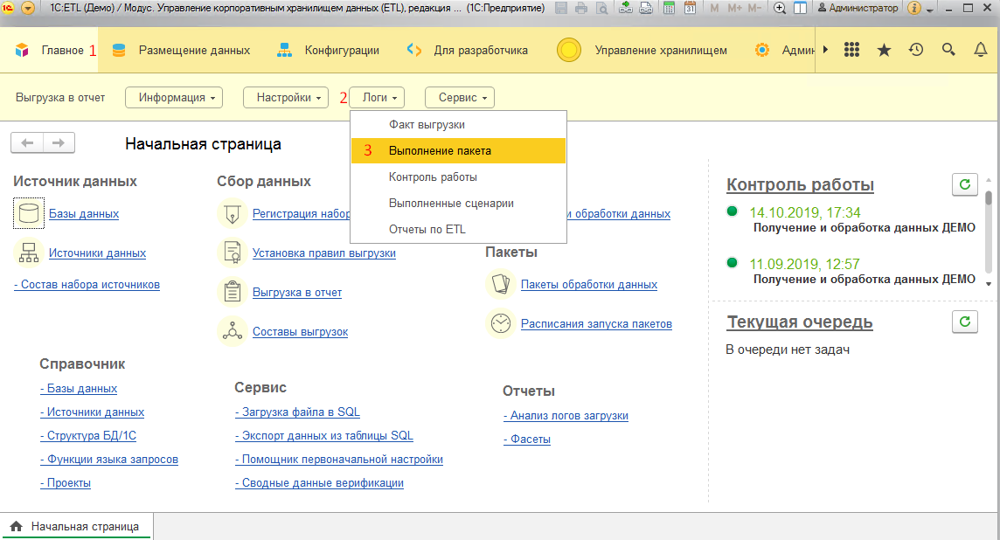 1С:ETL (Демо) / Модус. Управление корпоративным хранилищем данных (ETL), редакция ... (1С:Предприятие)
31
M M+ M-
Администратор
Главное 1
Размещение данных
Конфигурации
Для разработчика
Управление хранилищем
Админ
Выгрузка в отчет
Информация
Настройки
2 Логи
Сервис
Факт выгрузки
3 Выполнение пакета
Контроль работы
Выполненные сценарии
Отчеты по ETL
Начальная страница
Источник данных
Базы данных
Источники данных
- Состав набора источников
Сбор данных
Регистрация набор
Установка правил выгрузки
Выгрузка в отчет
Составы выгрузок
и обработки данных
Пакеты
Пакеты обработки данных
Расписания запуска пакетов
Контроль работы
14.10.2019, 17:34
Получение и обработка данных ДЕМО
11.09.2019, 12:57
Получение и обработка данных ДЕМО
Текущая очередь
В очереди нет задач
Справочник
- Базы данных
- Источники данных
- Структура БД/1С
- Функции языка запросов
- Проекты
Сервис
- Загрузка файла в SQL
- Экспорт данных из таблицы SQL
- Помощник первоначальной настройки
- Сводные данные верификации
Отчеты
- Анализ логов загрузки
- Фасеты
Начальная страница